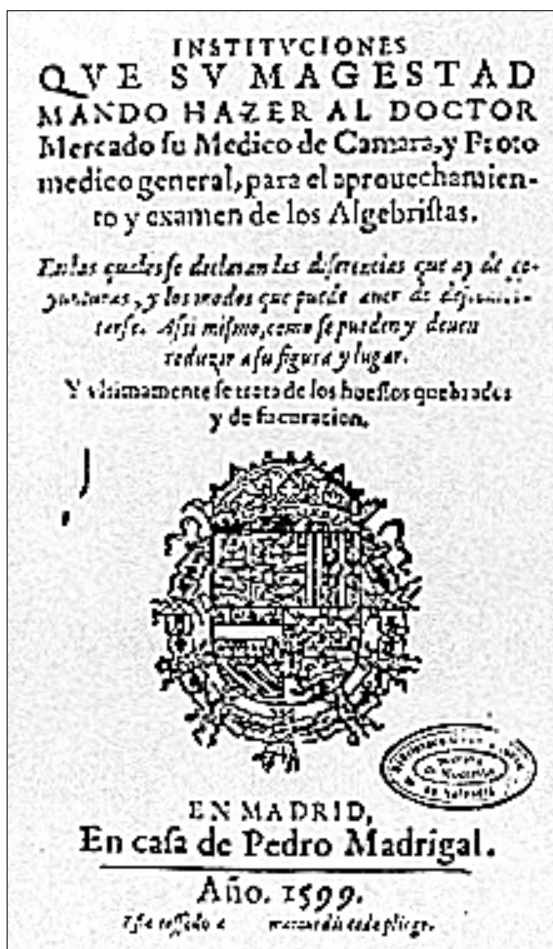 INSTITVCIONES
QVE SV MAGESTAD
MANDO HAZER AL DOCTOR
Mercado ſu Medico de Camara, y Proto
medico general, para el aprouechamien-
to y examen de los Algebriſtas.
En las quales ſe declaran las diferencias que ay de co-
yunturas, y los modos que puede auer de
terſe. Aſsi miſmo, como ſe pueden y deuen
reduzir a ſu figura y lugar.
Y vltimamente ſe trata de los hueſſos quebrados
y de ſu curacion.
EN MADRID,
En caſa de Pedro Madrigal.
Año. 1599.